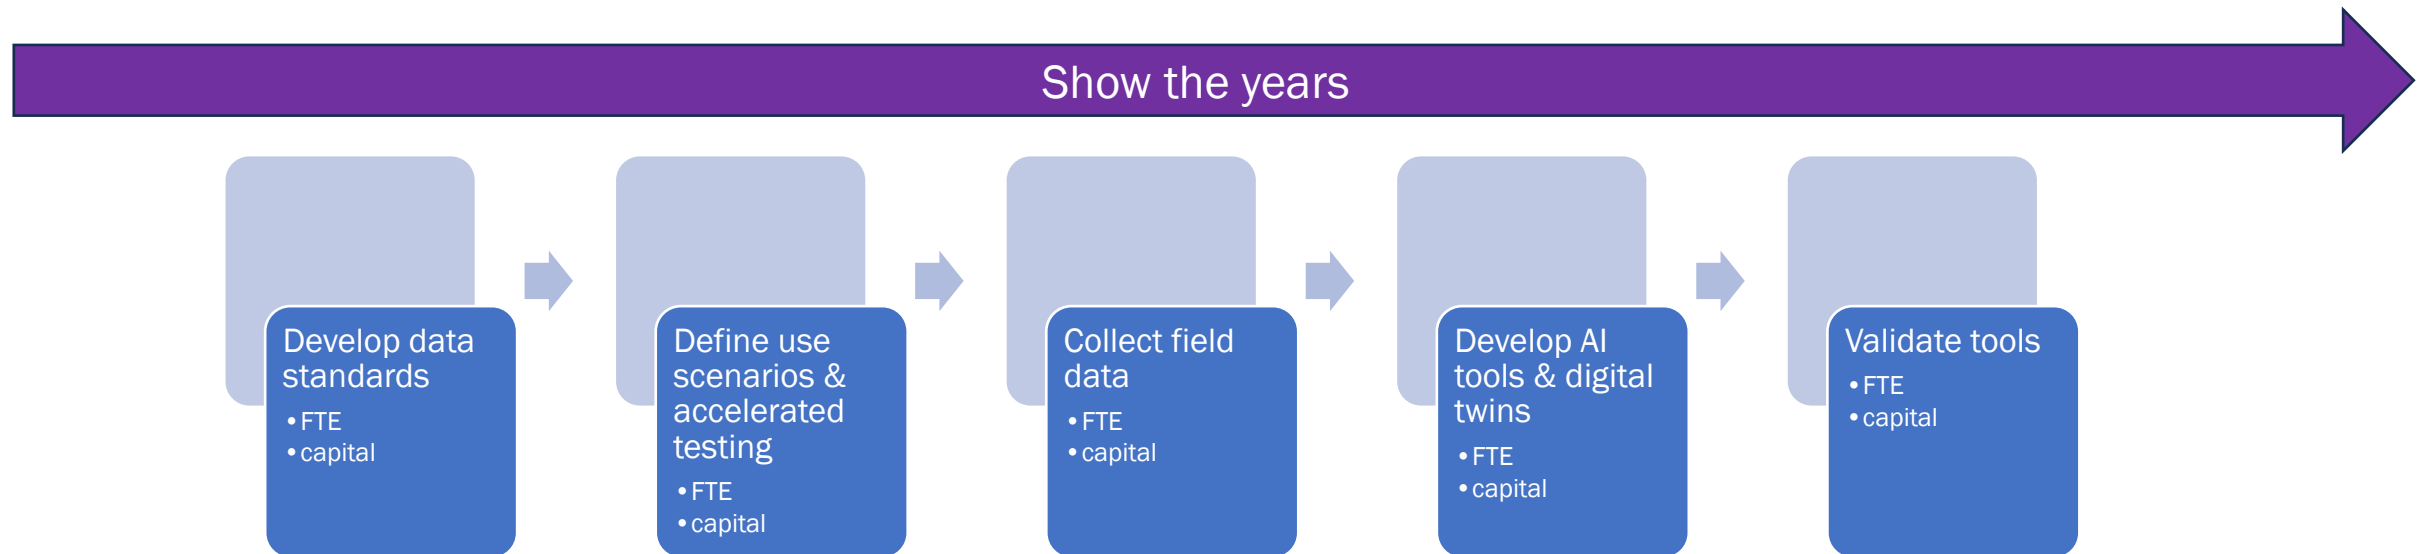 Show the years
Develop data
standards
•FTE
•capital
Define use
scenarios &
accelerated
testing
•FTE
•capital
Collect field
data
•FTE
•capital
Develop AI
tools & digital
twins
•FTE
•capital
Validate tools
•FTE
•capital